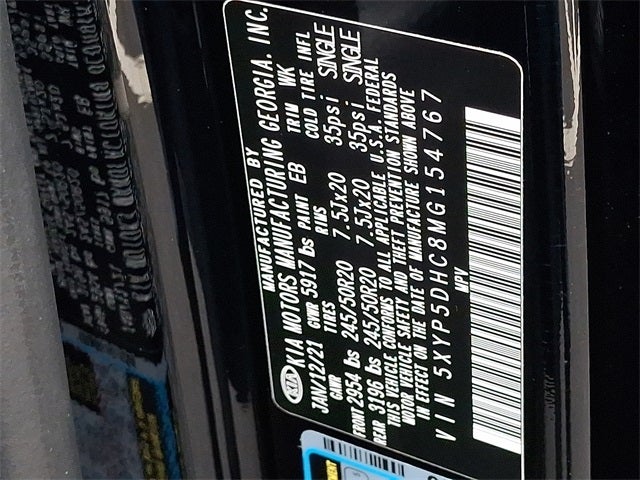 MANUFACTURED BY
KIA KIA MOTORS MANUFACTURING GEORGIA. INC.
JAN/12/21 GVWR 5917 lbs PAINT EB TRIM WK
GAWR TIRES RMS COLD TIRE INFL
FRONT 2954 lbs 245/50R20 7.5Jx20 35psi SINGLE
REAR 3196 lbs 245/50R20 7.5Jx20 35psi SINGLE
THIS VEHICLE CONFORMS TO ALL APPLICABLE U.S.A. FEDERAL
MOTOR VEHICLE SAFETY AND THEFT PREVENTION STANDARDS
IN EFFECT ON THE DATE OF MANUFACTURE SHOWN ABOVE
VIN 5XYP5DHC8MG154767
MPV